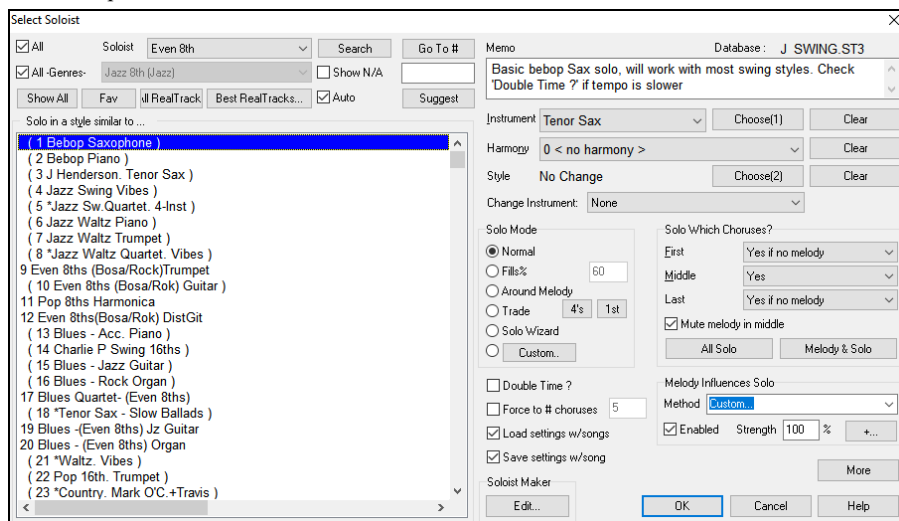 Select Soloist
All Soloist Even 8th Search Go To #
All -Genres- Jazz 8th (Jazz) Show N/A
Show All Fav \ll RealTrack Best RealTracks... Auto Suggest
Solo in a style similar to ...
( 1 Bebop Saxophone )
( 2 Bebop Piano )
( 3 J Henderson. Tenor Sax )
( 4 Jazz Swing Vibes )
( 5 *Jazz Sw.Quartet. 4-Inst )
( 6 Jazz Waltz Piano )
( 7 Jazz Waltz Trumpet )
( 8 *Jazz Waltz Quartet. Vibes )
9 Even 8ths (Bosa/Rock)Trumpet
( 10 Even 8ths (Bosa/Rok) Guitar )
11 Pop 8ths Harmonica
12 Even 8ths(Bosa/Rok) DistGit
( 13 Blues - Acc. Piano )
( 14 Charlie P Swing 16ths )
( 15 Blues - Jazz Guitar )
( 16 Blues - Rock Organ )
17 Blues Quartet- (Even 8ths)
( 18 *Tenor Sax - Slow Ballads )
19 Blues -(Even 8ths) Jz Guitar
20 Blues - (Even 8ths) Organ
( 21 *Waltz. Vibes )
( 22 Pop 16th. Trumpet )
( 23 *Country. Mark O'C.+Travis )
Memo Database : J SWING.ST3
Basic bebop Sax solo, will work with most swing styles. Check
'Double Time ?' if tempo is slower
Instrument Tenor Sax Choose(1) Clear
Harmony 0 < no harmony > Clear
Style No Change Choose(2) Clear
Change Instrument: None
Solo Mode
Normal
Fills% 60
Around Melody
Trade 4's 1st
Solo Wizard
Custom..
Solo Which Choruses?
First Yes if no melody
Middle Yes
Last Yes if no melody
Mute melody in middle
All Solo Melody & Solo
Double Time ?
Force to # choruses 5
Load settings w/songs
Save settings w/song
Melody Influences Solo
Method Custom...
Enabled Strength 100 % +...
More
Soloist Maker
Edit... OK Cancel Help